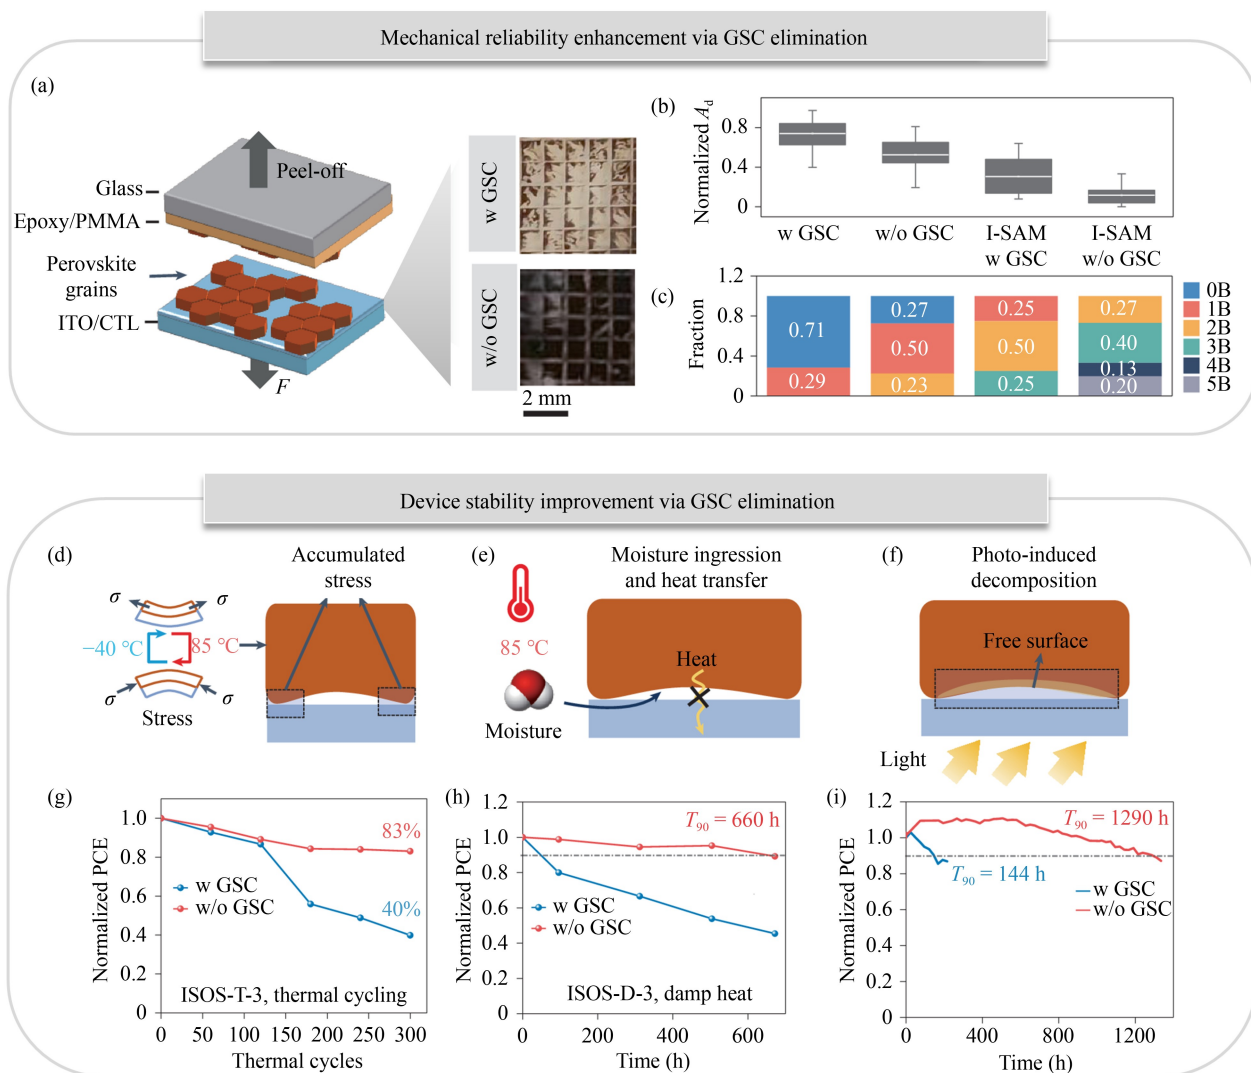 Mechanical reliability enhancement via GSC elimination
(a)
Peel-off
Glass
Epoxy/PMMA
Perovskite
grains
ITO/CTL
F
w GSC
w/o GSC
2 mm
(b)
Normalized A_d
0.8
0.4
0
w GSC
w/o GSC
I-SAM
w GSC
I-SAM
w/o GSC
(c)
Fraction
1.2
0.8
0.4
0
0.71
0.29
0.27
0.50
0.23
0.25
0.50
0.25
0.27
0.40
0.13
0.20
0B
1B
2B
3B
4B
5B
Device stability improvement via GSC elimination
(d)
Accumulated
stress
σ
σ
−40 °C
85 °C
σ
σ
Stress
(e)
Moisture ingression
and heat transfer
85 °C
Heat
Moisture
(f)
Photo-induced
decomposition
Free surface
Light
(g)
Normalized PCE
1.0
0.8
0.6
0.4
0.2
0
83%
40%
w GSC
w/o GSC
ISOS-T-3, thermal cycling
0 50 100 150 200 250 300
Thermal cycles
(h)
Normalized PCE
1.2
1.0
0.8
0.6
0.4
0.2
0
T90 = 660 h
w GSC
w/o GSC
ISOS-D-3, damp heat
0 200 400 600
Time (h)
(i)
Normalized PCE
1.2
1.0
0.8
0.6
0.4
0.2
0
T90 = 1290 h
T90 = 144 h
w GSC
w/o GSC
0 400 800 1200
Time (h)